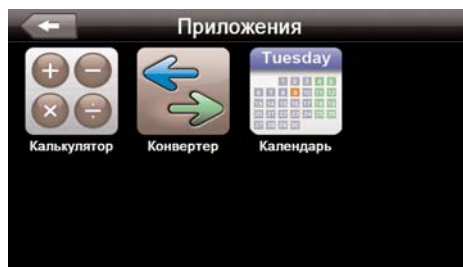 Приложения
Tuesday
Калькулятор
Конвертер
Календарь